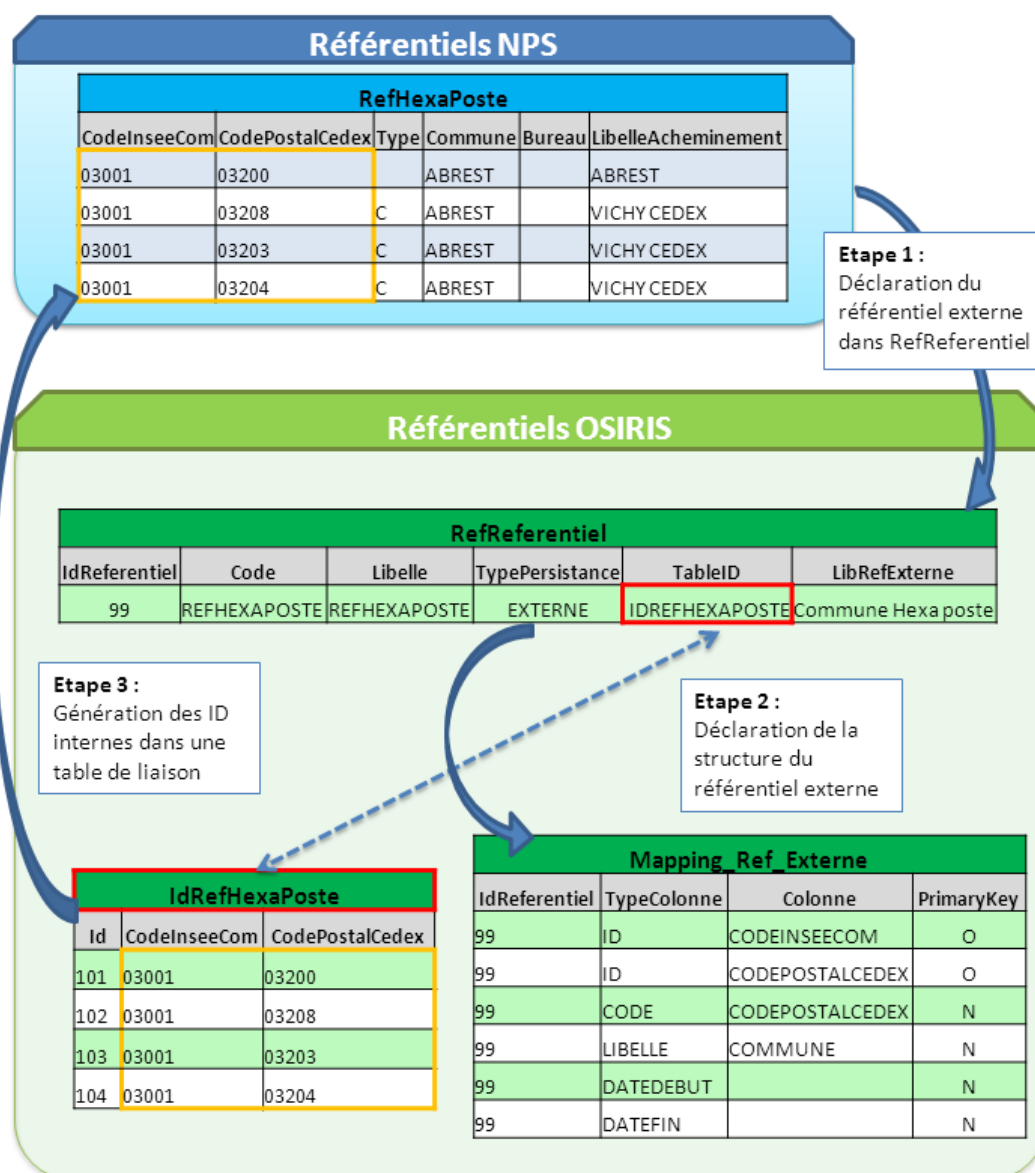 Référentiels NPS
RefHexaPoste
CodeInseeCom CodePostalCedex Type Commune Bureau LibelleAcheminement
03001 03200 ABREST ABREST
03001 03208 C ABREST VICHY CEDEX
03001 03203 C ABREST VICHY CEDEX
03001 03204 C ABREST VICHY CEDEX
Etape 1 :
Déclaration du
référentiel externe
dans RefReferentiel
Référentiels OSIRIS
RefReferentiel
IdReferentiel Code Libelle TypePersistance TableID LibRefExterne
99 REFHEXAPOSTE REFHEXAPOSTE EXTERNE IDREFHEXAPOSTE Commune Hexa poste
Etape 3 :
Génération des ID
internes dans une
table de liaison
Etape 2 :
Déclaration de la
structure du
référentiel externe
IdRefHexaPoste
Id CodeInseeCom CodePostalCedex
101 03001 03200
102 03001 03208
103 03001 03203
104 03001 03204
Mapping_Ref_Externe
IdReferentiel TypeColonne Colonne PrimaryKey
99 ID CODEINSEECOM O
99 ID CODEPOSTALCEDEX O
99 CODE CODEPOSTALCEDEX N
99 LIBELLE COMMUNE N
99 DATEDEBUT N
99 DATEFIN N